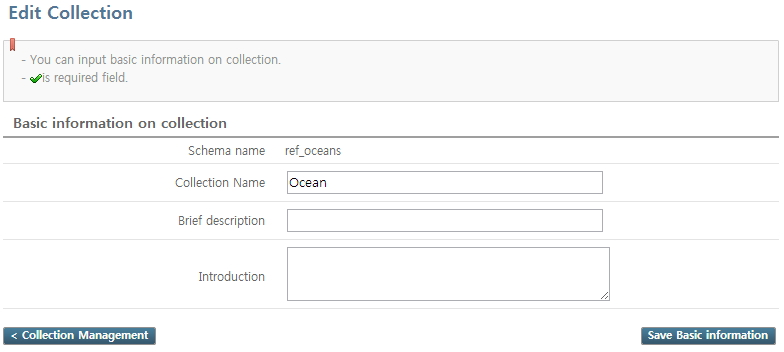 Edit Collection
- You can input basic information on collection.
- is required field.
Basic information on collection
Schema name ref_oceans
Collection Name Ocean
Brief description
Introduction
< Collection Management Save Basic information